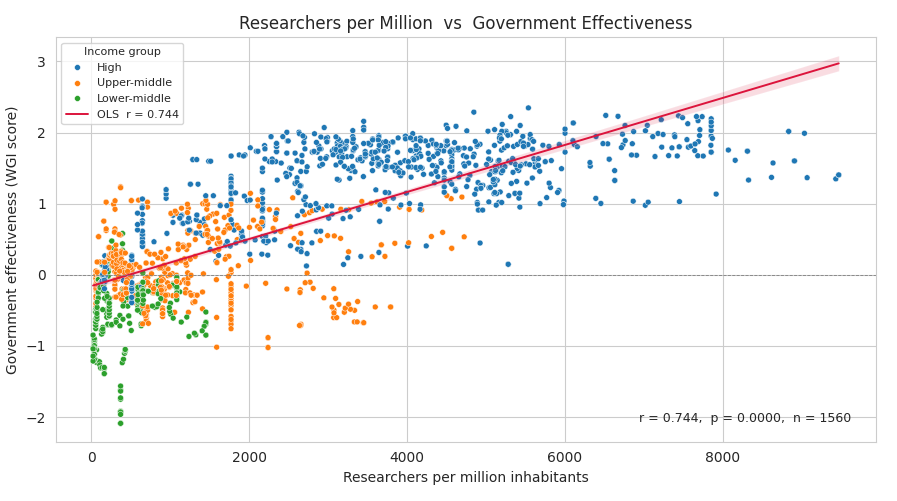 Researchers per Million  vs  Government Effectiveness
Government effectiveness (WGI score)
3
2
1
0
−1
−2
Income group
High
Upper-middle
Lower-middle
OLS  r = 0.744
r = 0.744,  p = 0.0000,  n = 1560
0
2000
4000
6000
8000
Researchers per million inhabitants